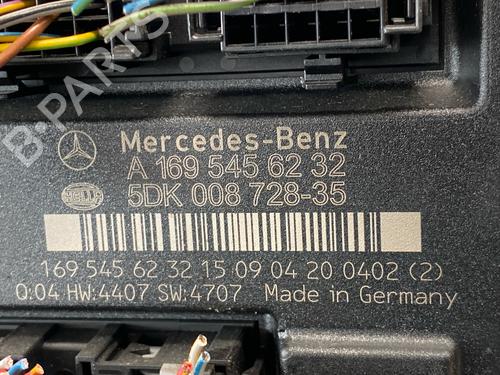 B-PARTS
Mercedes-Benz
A 169 545 62 32
HELLA 5DK 008 728-35
169 545 62 32 15 09 04 20 0402 (2)
Q:04 HW:4407 SW:4707 Made in Germany